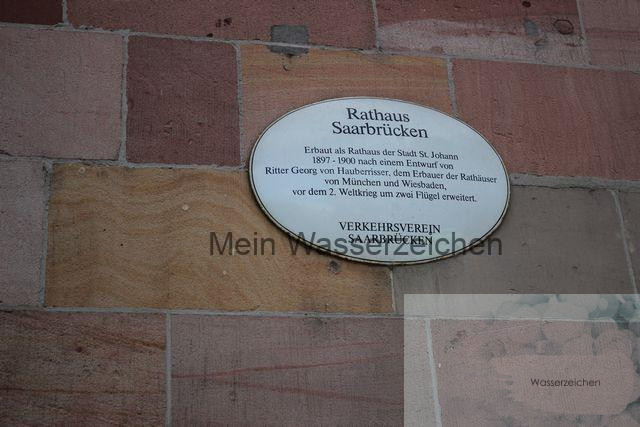 Rathaus
Saarbrücken
Erbaut als Rathaus der Stadt St. Johann
1897 - 1900 nach einem Entwurf von
Ritter Georg von Hauberrisser, dem Erbauer der Rathäuser
von München und Wiesbaden,
vor dem 2. Weltkrieg um zwei Flügel erweitert.
VERKEHRSVEREIN
SAARBRÜCKEN
Mein Wasserzeichen
Wasserzeichen